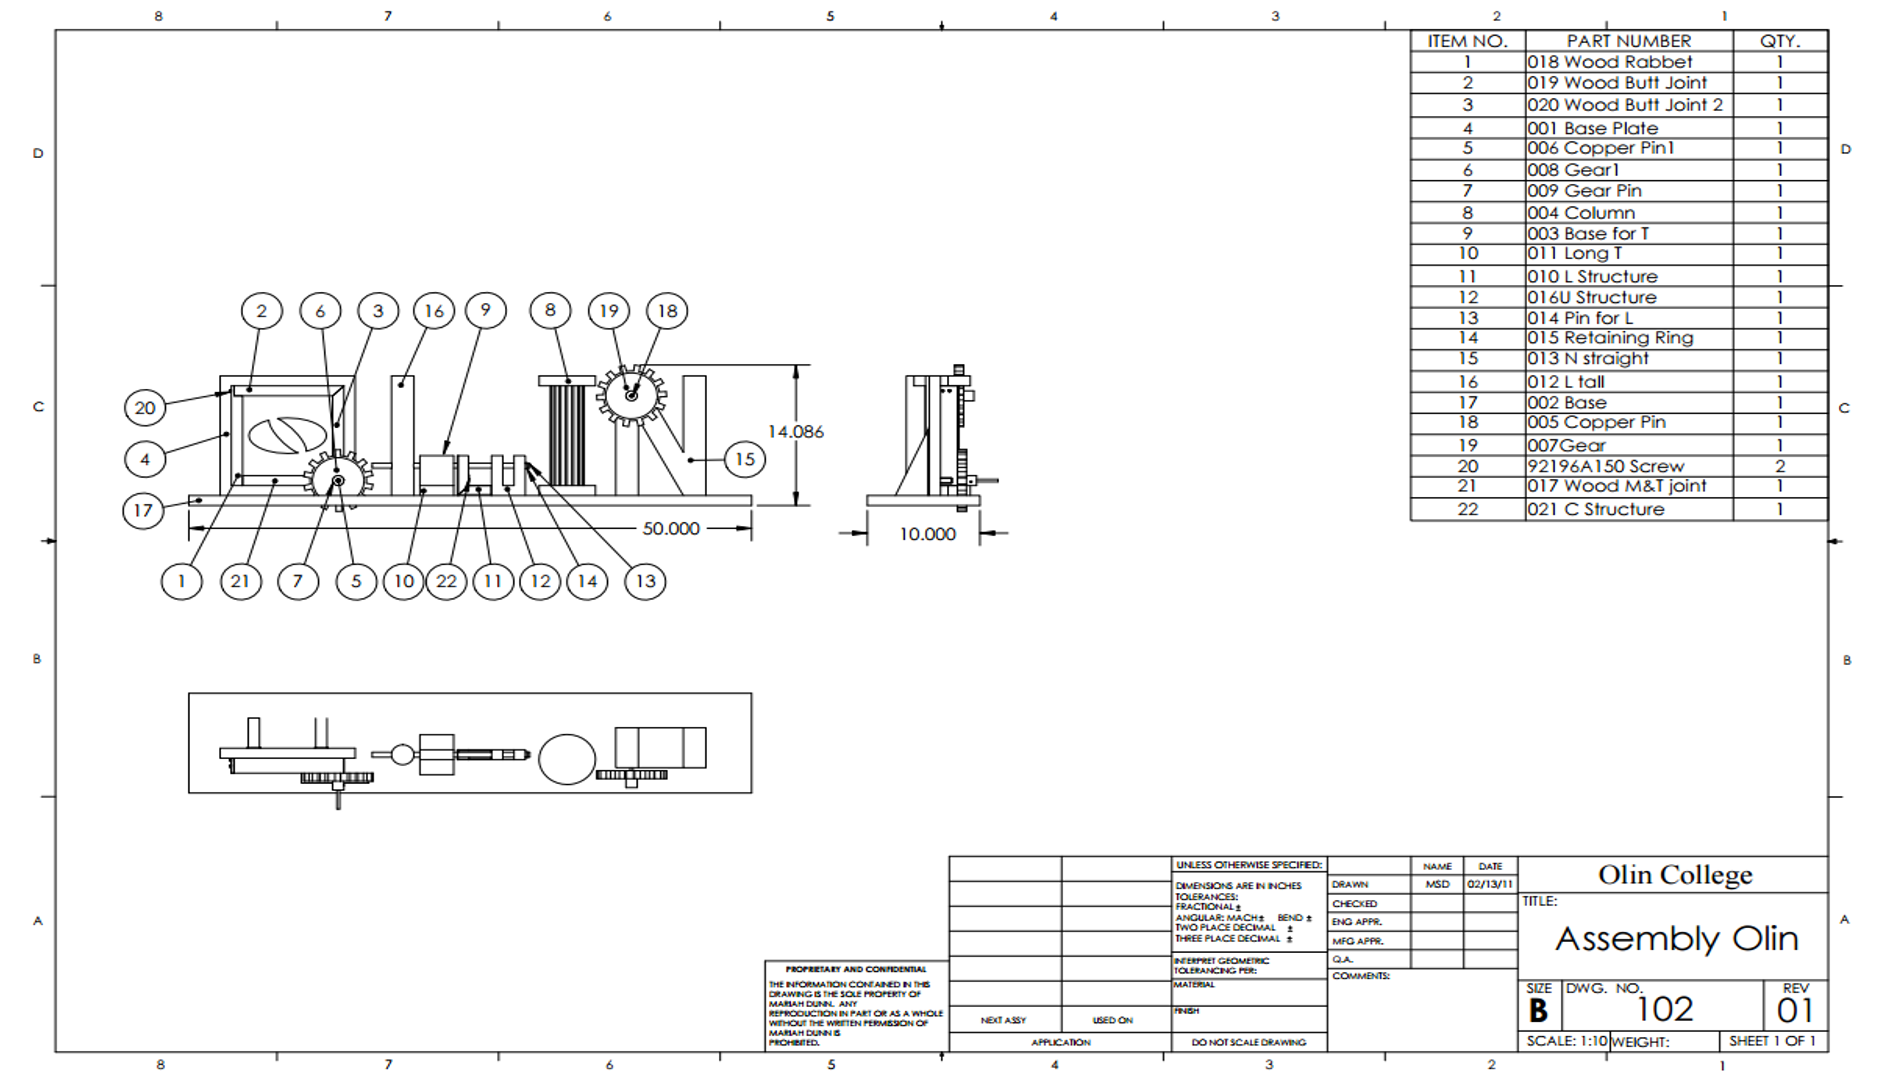 8 7 6 5 4 3 2 1
ITEM NO. PART NUMBER QTY.
1 018 Wood Rabbet 1
2 019 Wood Butt Joint 1
3 020 Wood Butt Joint 2 1
4 001 Base Plate 1
5 006 Copper Pin1 1
6 008 Gear1 1
7 009 Gear Pin 1
8 004 Column 1
9 003 Base for T 1
10 011 Long T 1
11 010 L Structure 1
12 016U Structure 1
13 014 Pin for L 1
14 015 Retaining Ring 1
15 013 N straight 1
16 012 L tall 1
17 002 Base 1
18 005 Copper Pin 1
19 007Gear 1
20 92196A150 Screw 2
21 017 Wood M&T joint 1
22 021 C Structure 1
D D
2 6 3 16 9 8 19 18
C C
20
14.086
4 15
17
50.000
10.000
1 21 7 5 10 22 11 12 14 13
B B
A A
UNLESS OTHERWISE SPECIFIED:
DIMENSIONS ARE IN INCHES
TOLERANCES:
FRACTIONAL±
ANGULAR: MACH± BEND ±
TWO PLACE DECIMAL ±
THREE PLACE DECIMAL ±
INTERPRET GEOMETRIC
TOLERANCING PER:
MATERIAL
FINISH
DO NOT SCALE DRAWING
NAME DATE
DRAWN MSD 02/13/11
CHECKED
ENG APPR.
MFG APPR.
Q.A.
COMMENTS:
Olin College
TITLE:
Assembly Olin
SIZE DWG. NO. REV
B 102 01
SCALE: 1:10 WEIGHT: SHEET 1 OF 1
PROPRIETARY AND CONFIDENTIAL
THE INFORMATION CONTAINED IN THIS
DRAWING IS THE SOLE PROPERTY OF
MARIAH DUNN. ANY
REPRODUCTION IN PART OR AS A WHOLE
WITHOUT THE WRITTEN PERMISSION OF
MARIAH DUNN IS
PROHIBITED.
NEXT ASSY USED ON
APPLICATION
8 7 6 5 4 3 2 1